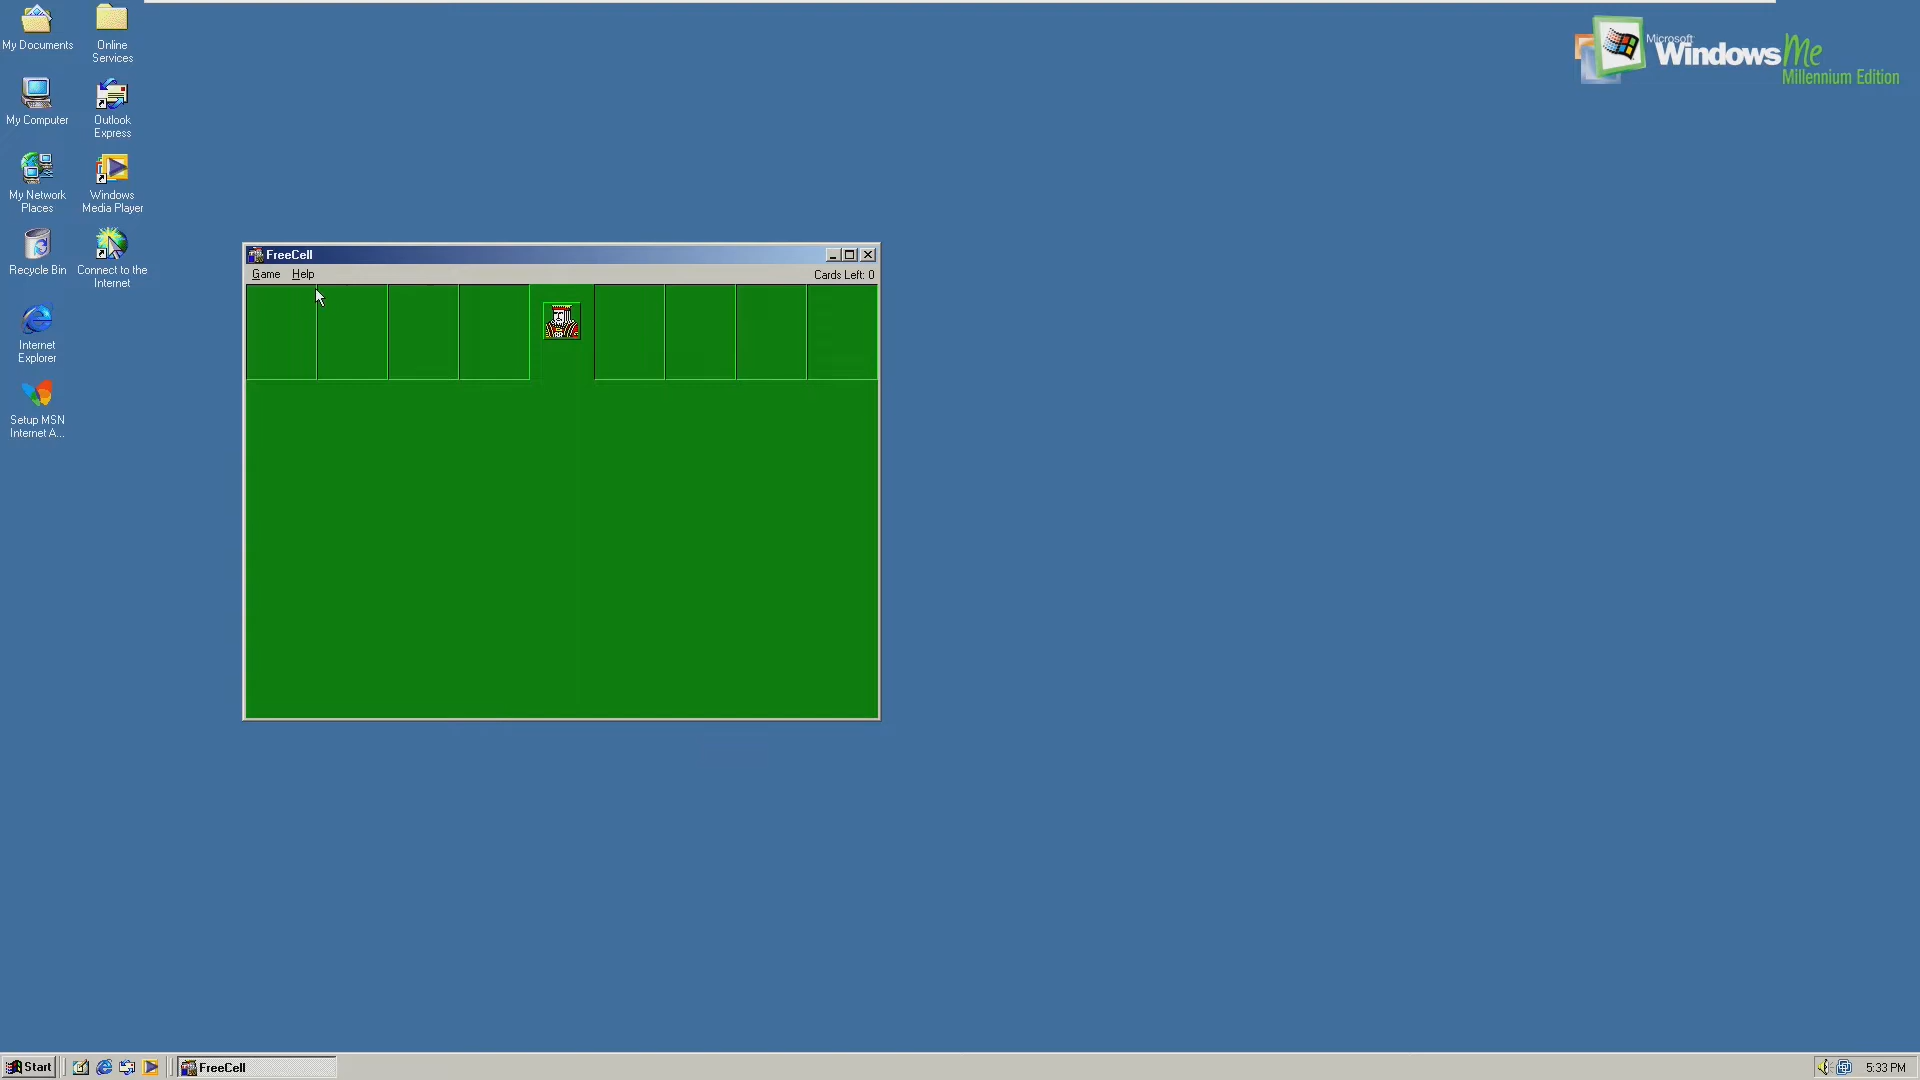 My Documents
Online
Services
My Computer
Outlook
Express
My Network
Places
Windows
Media Player
Recycle Bin
Connect to the
Internet
Internet
Explorer
Setup MSN
Internet A...
Microsoft
Windows Me
Millennium Edition
FreeCell
Game Help
Cards Left: 0
Start
FreeCell
5:33 PM